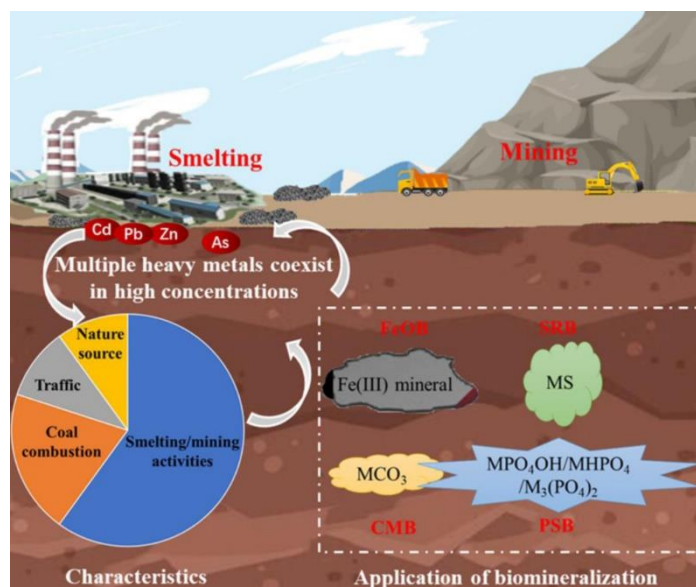 Smelting
Mining
Cd
Pb
Zn
As
Multiple heavy metals coexist
in high concentrations
Nature
source
Traffic
Coal
combustion
Smelting/mining
activities
Characteristics
FeOB
SRB
Fe(III) mineral
MS
MCO₃
MPO₄OH/MHPO₄
/M₃(PO₄)₂
CMB
PSB
Application of biomineralization